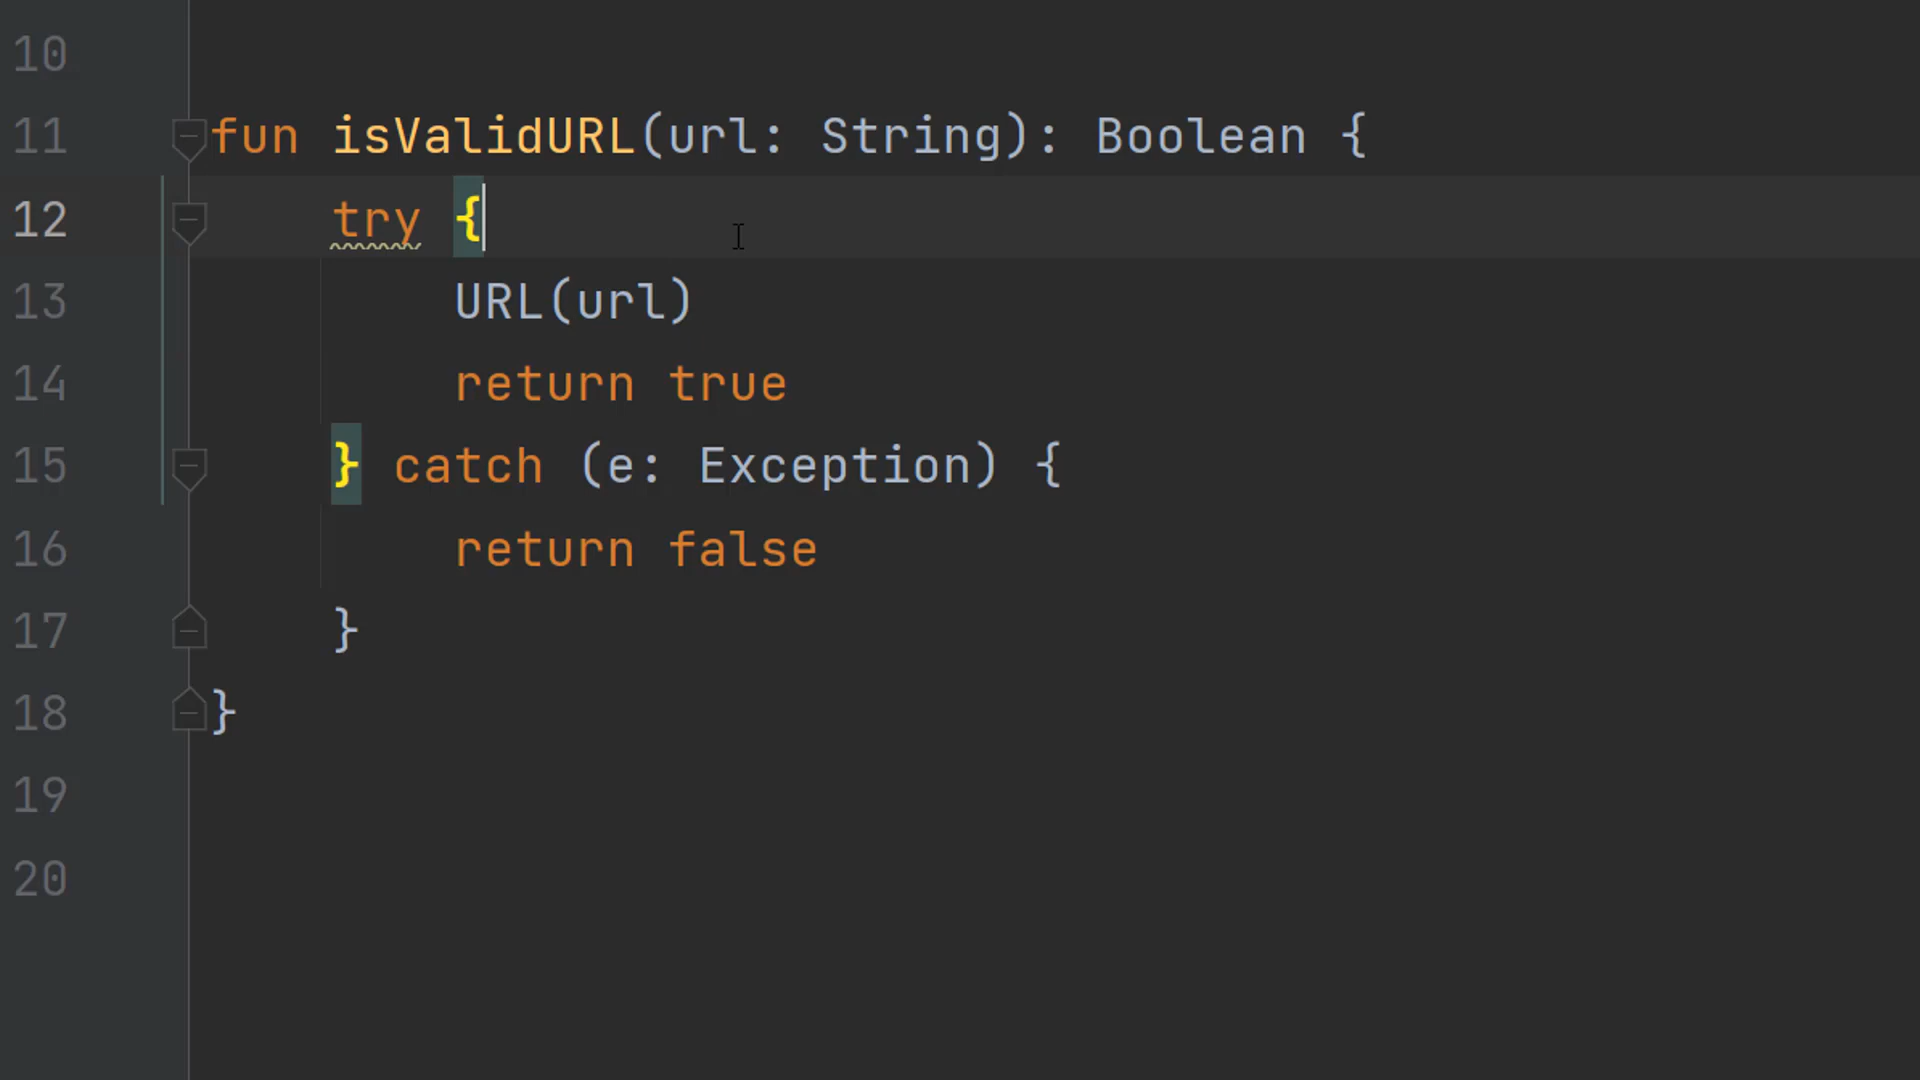 10
11 fun isValidURL(url: String): Boolean {
12 try {
13 URL(url)
14 return true
15 } catch (e: Exception) {
16 return false
17 }
18 }
19
20